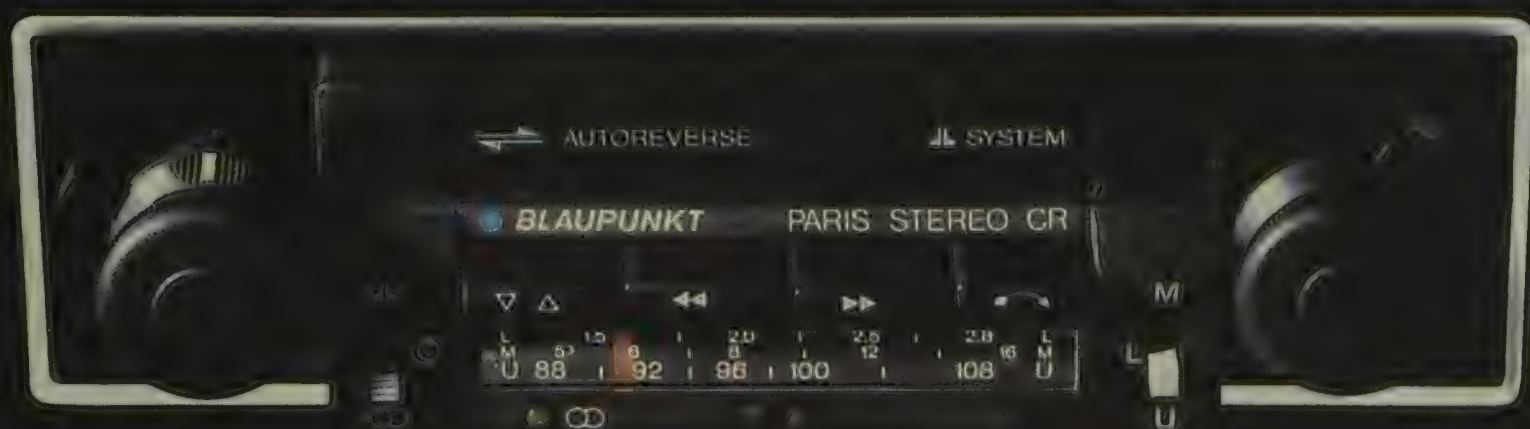 AUTOREVERSE SYSTEM
BLAUPUNKT PARIS STEREO CR
M
L 1.5 2.0 2.5 2.8 L
M 6 8 12 16 M
U 88 92 96 100 108 U
L
U